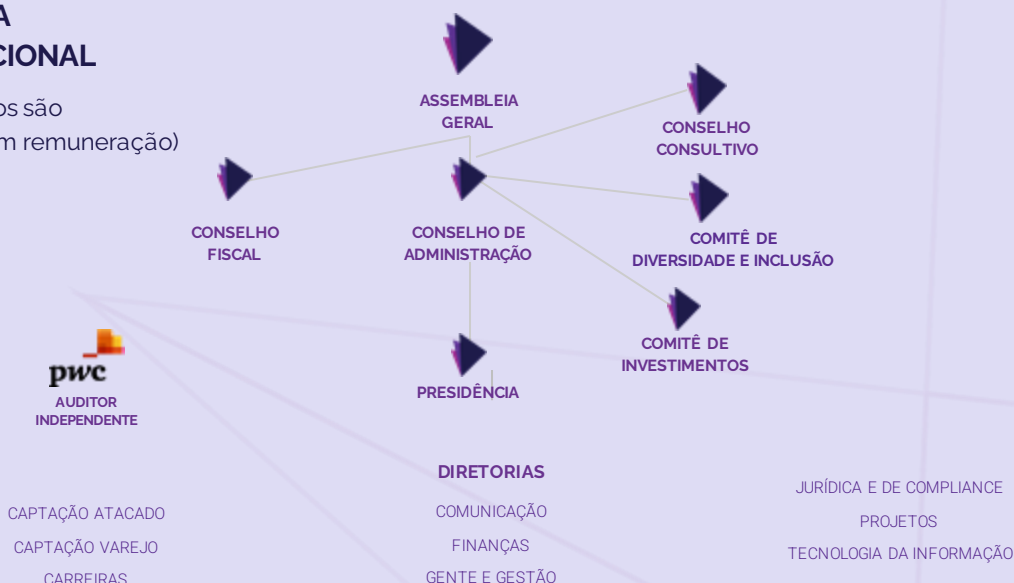 A
CIONAL
os são
m remuneração)
ASSEMBLEIA
GERAL
CONSELHO
CONSULTIVO
CONSELHO
FISCAL
CONSELHO DE
ADMINISTRAÇÃO
COMITÊ DE
DIVERSIDADE E INCLUSÃO
COMITÊ DE
INVESTIMENTOS
pwc
AUDITOR
INDEPENDENTE
PRESIDÊNCIA
DIRETORIAS
CAPTAÇÃO ATACADO
CAPTAÇÃO VAREJO
CARREIRAS
COMUNICAÇÃO
FINANÇAS
GENTE E GESTÃO
JURÍDICA E DE COMPLIANCE
PROJETOS
TECNOLOGIA DA INFORMAÇÃO